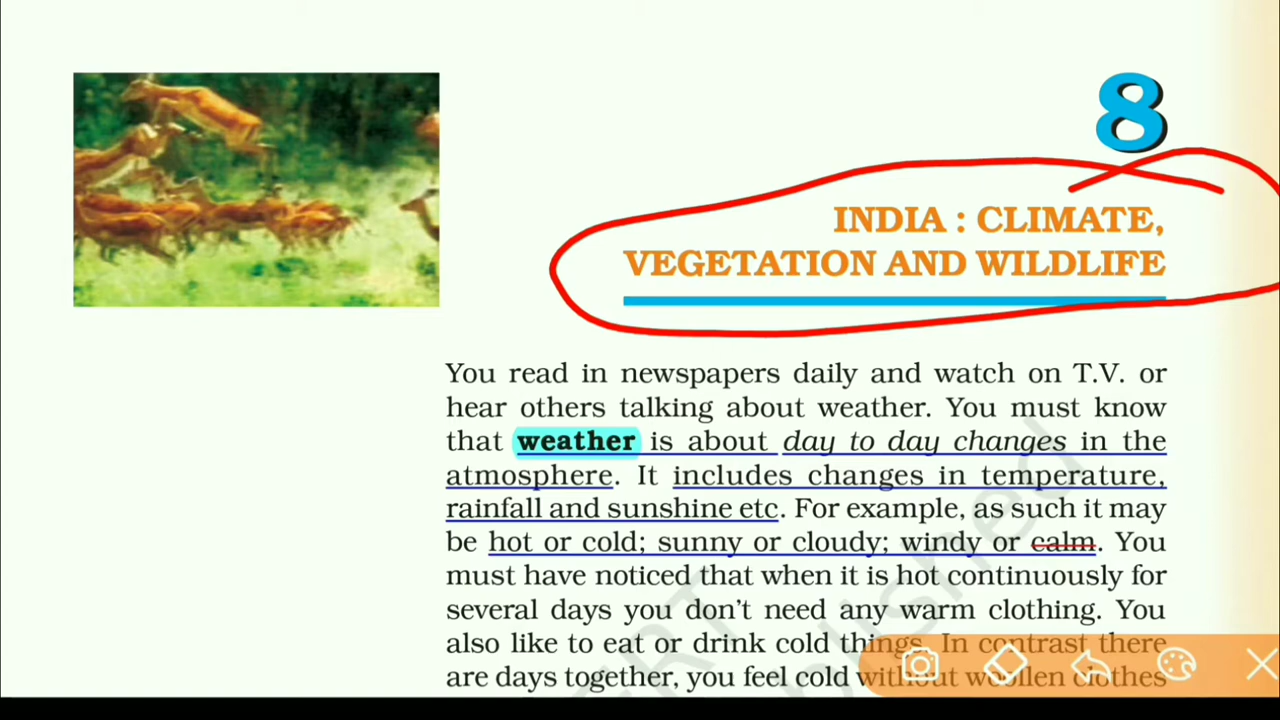 8
INDIA : CLIMATE,
VEGETATION AND WILDLIFE
You read in newspapers daily and watch on T.V. or
hear others talking about weather. You must know
that weather is about day to day changes in the
atmosphere. It includes changes in temperature,
rainfall and sunshine etc. For example, as such it may
be hot or cold; sunny or cloudy; windy or calm. You
must have noticed that when it is hot continuously for
several days you don't need any warm clothing. You
also like to eat or drink cold things. In contrast there
are days together, you feel cold without woollen clothes